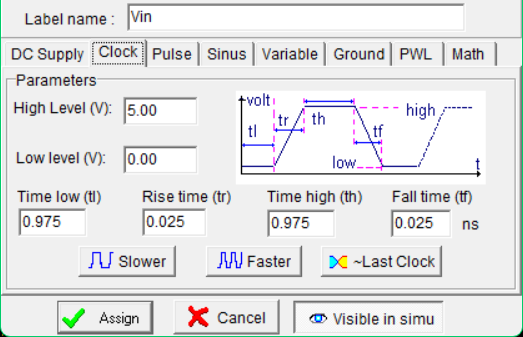 Label name : Vin
DC Supply Clock Pulse Sinus Variable Ground PWL Math
Parameters
High Level (V): 5.00
volt tr th high
tl tf
Low level (V): 0.00
low t
Time low (tl) Rise time (tr) Time high (th) Fall time (tf)
0.975 0.025 0.975 0.025 ns
Slower Faster ~Last Clock
Assign Cancel Visible in simu